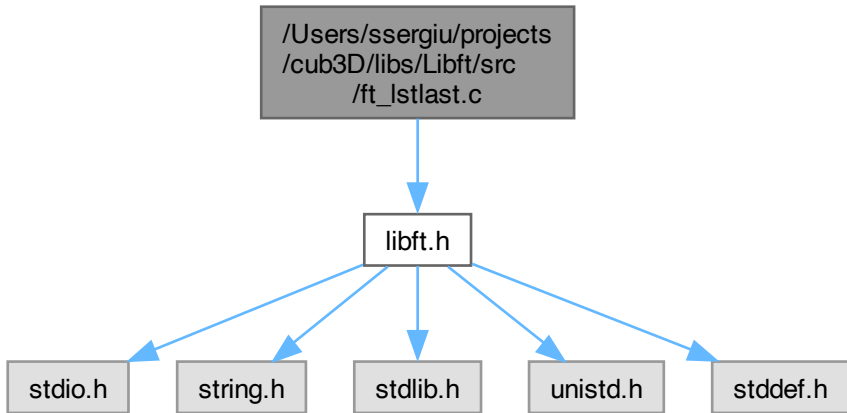 /Users/ssergiu/projects
/cub3D/libs/Libft/src
/ft_lstlast.c
libft.h
stdio.h
string.h
stdlib.h
unistd.h
stddef.h